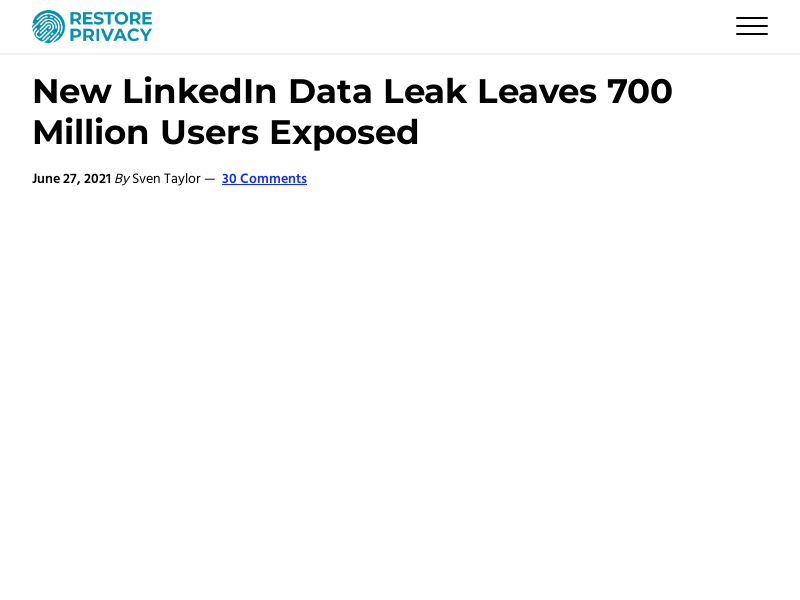 RESTORE
PRIVACY
New LinkedIn Data Leak Leaves 700
Million Users Exposed
June 27, 2021 By Sven Taylor — 30 Comments